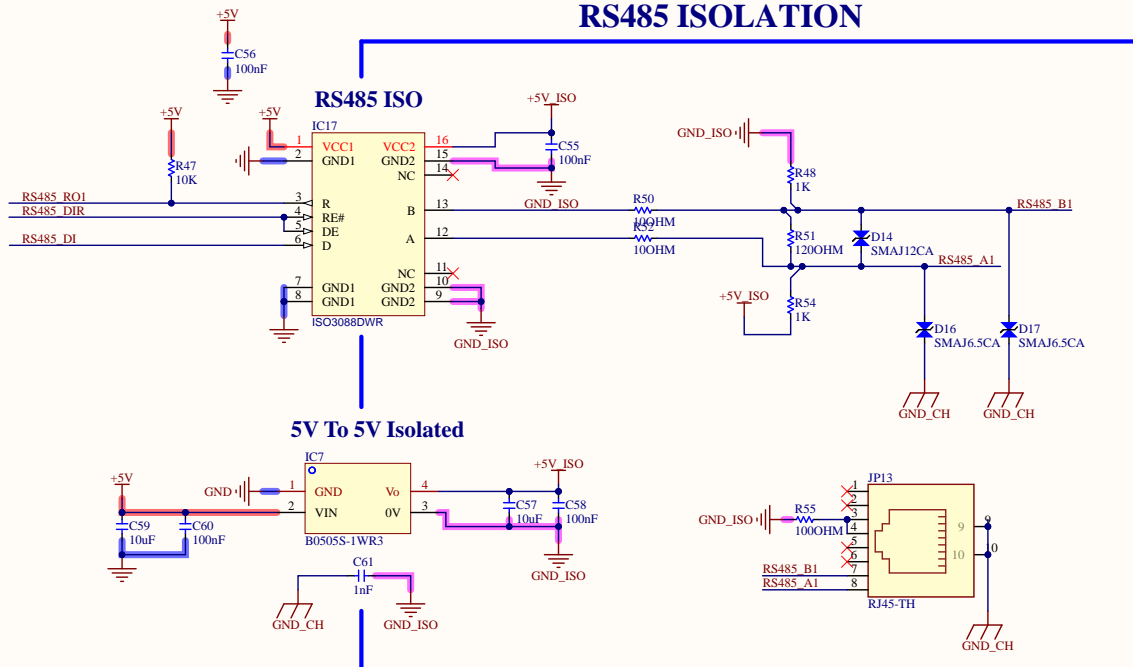 RS485 ISOLATION
+5V
C56
100nF
RS485 ISO
+5V
+5V
+5V_ISO
IC17
1 VCC1 VCC2 16
2 GND1 GND2 15
NC 14
C55
100nF
GND_ISO
R47
10K
R48
1K
RS485_RO1 3 R
RS485_DIR 4 RE#
5 DE
RS485_DI 6 D
B 13
A 12
GND_ISO
R50
10OHM
R52
10OHM
RS485_B1
R51
120OHM
D14
SMAJ12CA
RS485_A1
NC 11
7 GND1 GND2 10
8 GND1 GND2 9
ISO3088DWR
GND_ISO
+5V_ISO
R54
1K
D16
SMAJ6.5CA
D17
SMAJ6.5CA
GND_CH
GND_CH
5V To 5V Isolated
IC7
+5V
GND 1 GND Vo 4
2 VIN 0V 3
B0505S-1WR3
+5V_ISO
C59
10uF
C60
100nF
C57
10uF
C58
100nF
GND_ISO
C61
1nF
GND_CH
GND_ISO
JP13
1
2
3
4
5
6
7
8
9
10
9
10
GND_ISO
R55
100OHM
RS485_B1
RS485_A1
RJ45-TH
GND_CH